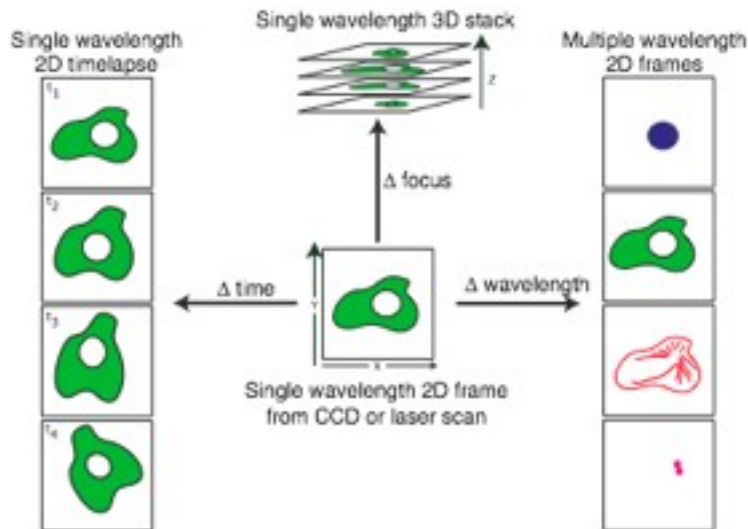 Single wavelength 3D stack
Single wavelength
2D timelapse
Multiple wavelength
2D frames
t1
t2
t3
t4
Z
Δ focus
Δ time
Δ wavelength
Y
X
Single wavelength 2D frame
from CCD or laser scan